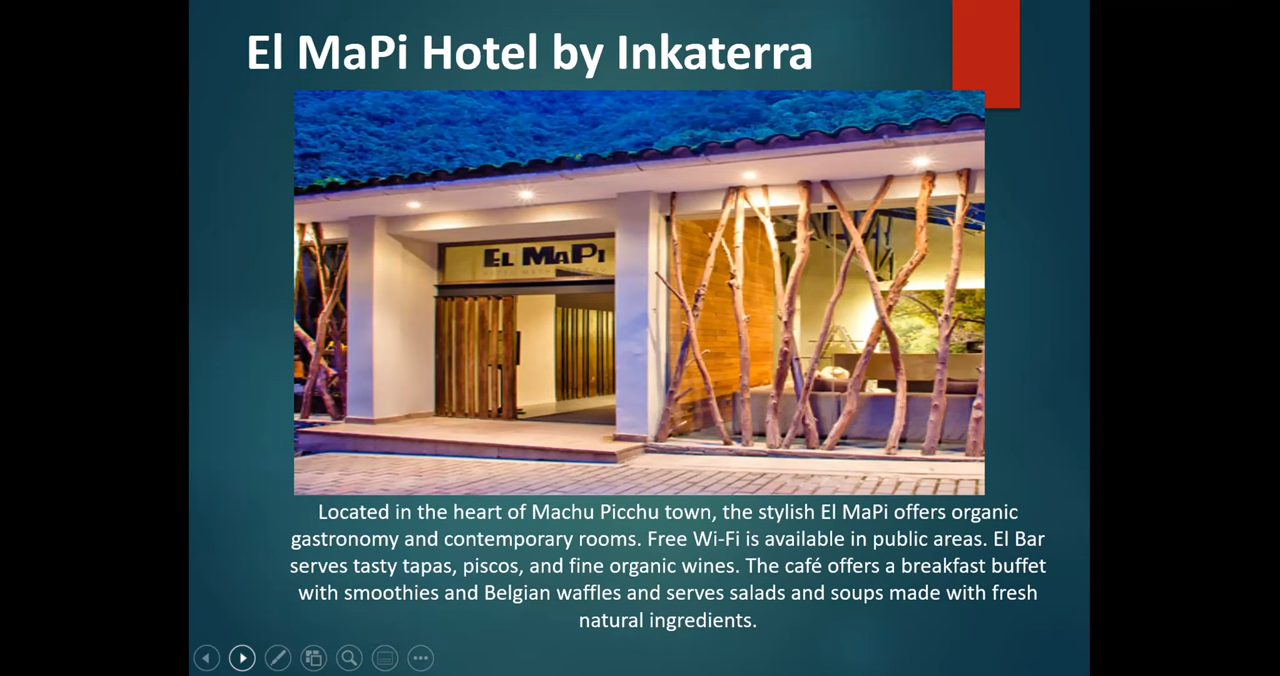 El MaPi Hotel by Inkaterra
EL MAPI
Located in the heart of Machu Picchu town, the stylish El MaPi offers organic
gastronomy and contemporary rooms. Free Wi-Fi is available in public areas. El Bar
serves tasty tapas, piscos, and fine organic wines. The café offers a breakfast buffet
with smoothies and Belgian waffles and serves salads and soups made with fresh
natural ingredients.